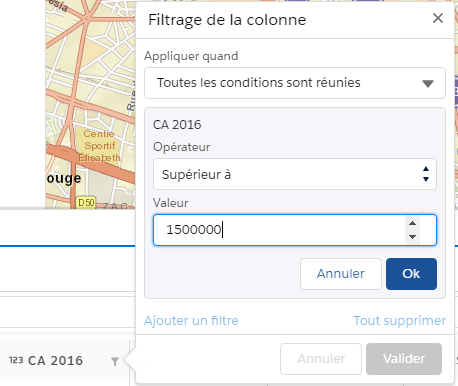 Filtrage de la colonne
Appliquer quand
Toutes les conditions sont réunies
CA 2016
Opérateur
Supérieur à
Valeur
1500000
Annuler
Ok
Ajouter un filtre
Tout supprimer
Annuler
Valider
Centre
Sportif
Elisabeth
ouge
D50
Z.A.C
123 CA 2016